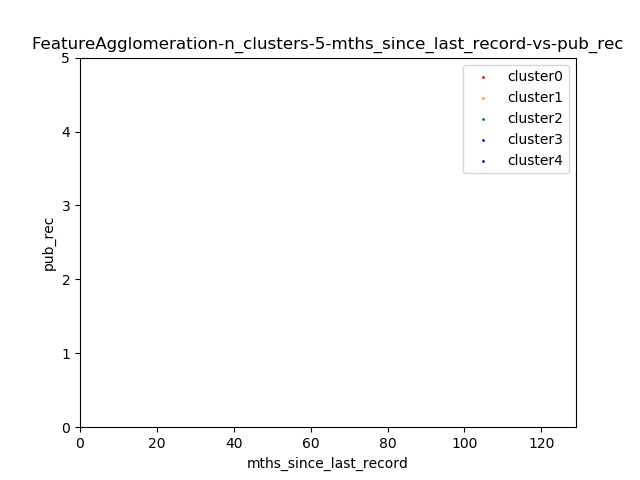 FeatureAgglomeration-n_clusters-5-mths_since_last_record-vs-pub_rec
cluster0
cluster1
cluster2
cluster3
cluster4
5
4
3
2
1
0
pub_rec
0 20 40 60 80 100 120
mths_since_last_record